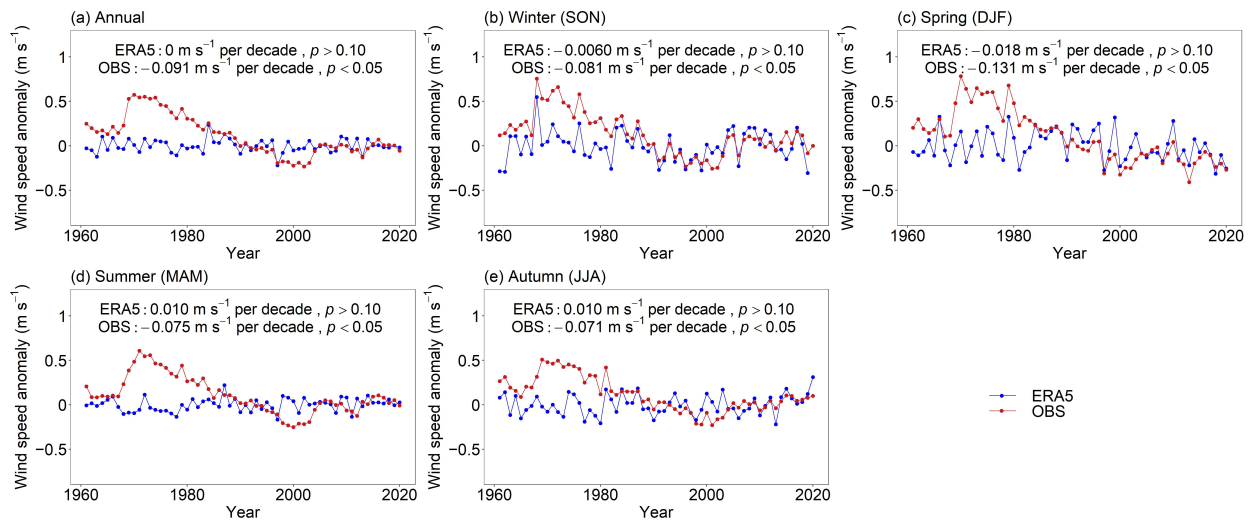 (a) Annual
ERA5 : 0 m s⁻¹ per decade , p > 0.10
OBS : −0.091 m s⁻¹ per decade , p < 0.05
Wind speed anomaly (m s⁻¹)
1
0.5
0
−0.5
1960
1980
2000
2020
Year
(b) Winter (SON)
ERA5 : −0.0060 m s⁻¹ per decade , p > 0.10
OBS : −0.081 m s⁻¹ per decade , p < 0.05
Wind speed anomaly (m s⁻¹)
1
0.5
0
−0.5
1960
1980
2000
2020
Year
(c) Spring (DJF)
ERA5 : −0.018 m s⁻¹ per decade , p > 0.10
OBS : −0.131 m s⁻¹ per decade , p < 0.05
Wind speed anomaly (m s⁻¹)
1
0.5
0
−0.5
1960
1980
2000
2020
Year
(d) Summer (MAM)
ERA5 : 0.010 m s⁻¹ per decade , p > 0.10
OBS : −0.075 m s⁻¹ per decade , p < 0.05
Wind speed anomaly (m s⁻¹)
1
0.5
0
−0.5
1960
1980
2000
2020
Year
(e) Autumn (JJA)
ERA5 : 0.010 m s⁻¹ per decade , p > 0.10
OBS : −0.071 m s⁻¹ per decade , p < 0.05
Wind speed anomaly (m s⁻¹)
1
0.5
0
−0.5
1960
1980
2000
2020
Year
ERA5
OBS